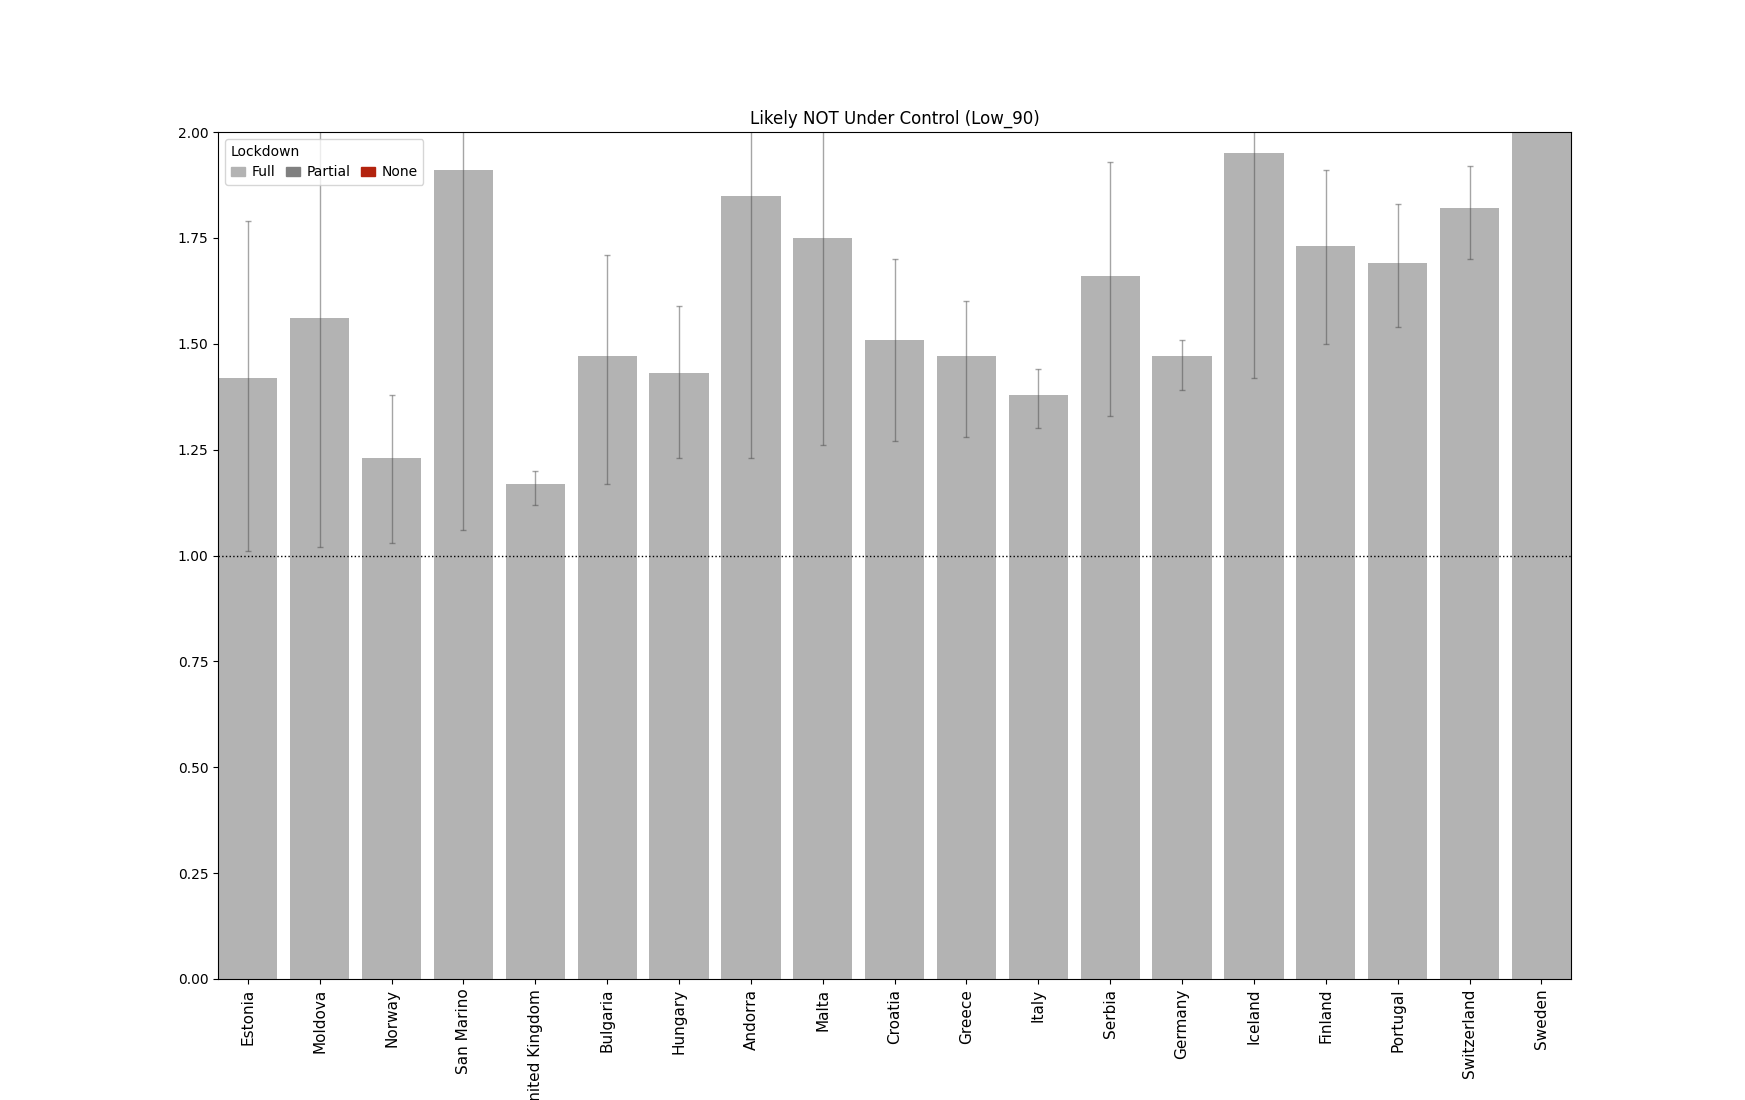 Likely NOT Under Control (Low_90)
2.00
1.75
1.50
1.25
1.00
0.75
0.50
0.25
0.00
Lockdown
Full Partial None
Estonia
Moldova
Norway
San Marino
nited Kingdom
Bulgaria
Hungary
Andorra
Malta
Croatia
Greece
Italy
Serbia
Germany
Iceland
Finland
Portugal
Switzerland
Sweden